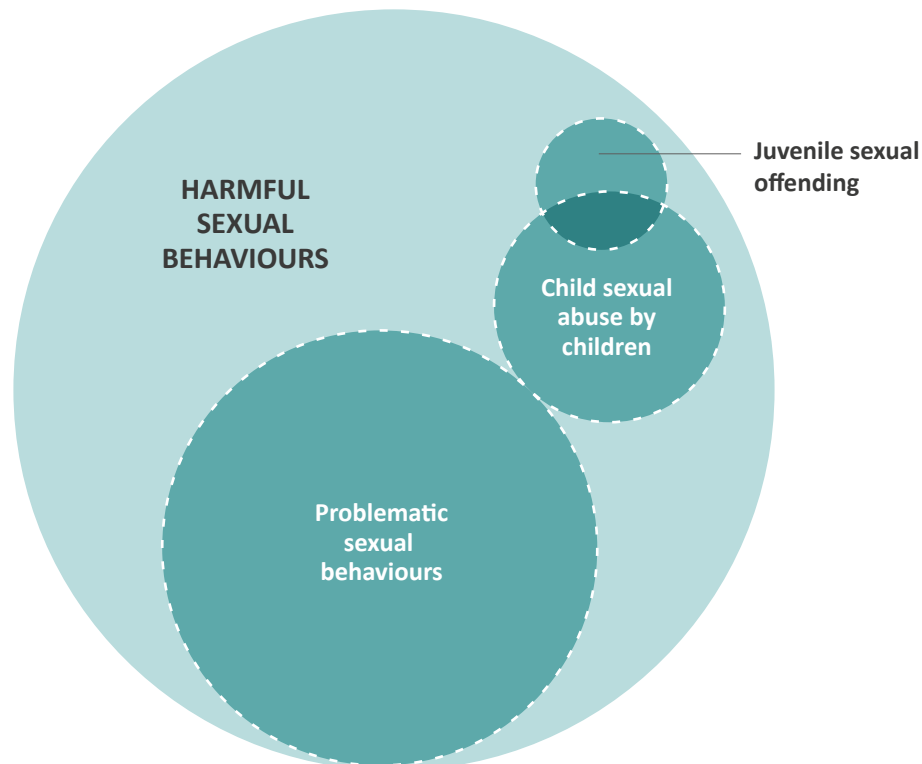 HARMFUL
SEXUAL
BEHAVIOURS
Juvenile sexual
offending
Child sexual
abuse by
children
Problematic
sexual
behaviours